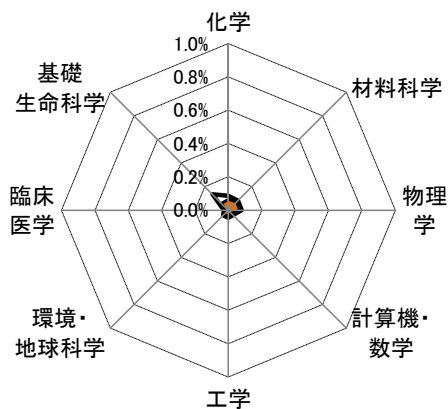 化学
1.0%
0.8%
0.6%
0.4%
0.2%
0.0%
材料科学
物理
学
計算機・
数学
工学
環境・
地球科学
臨床
医学
基礎
生命科学